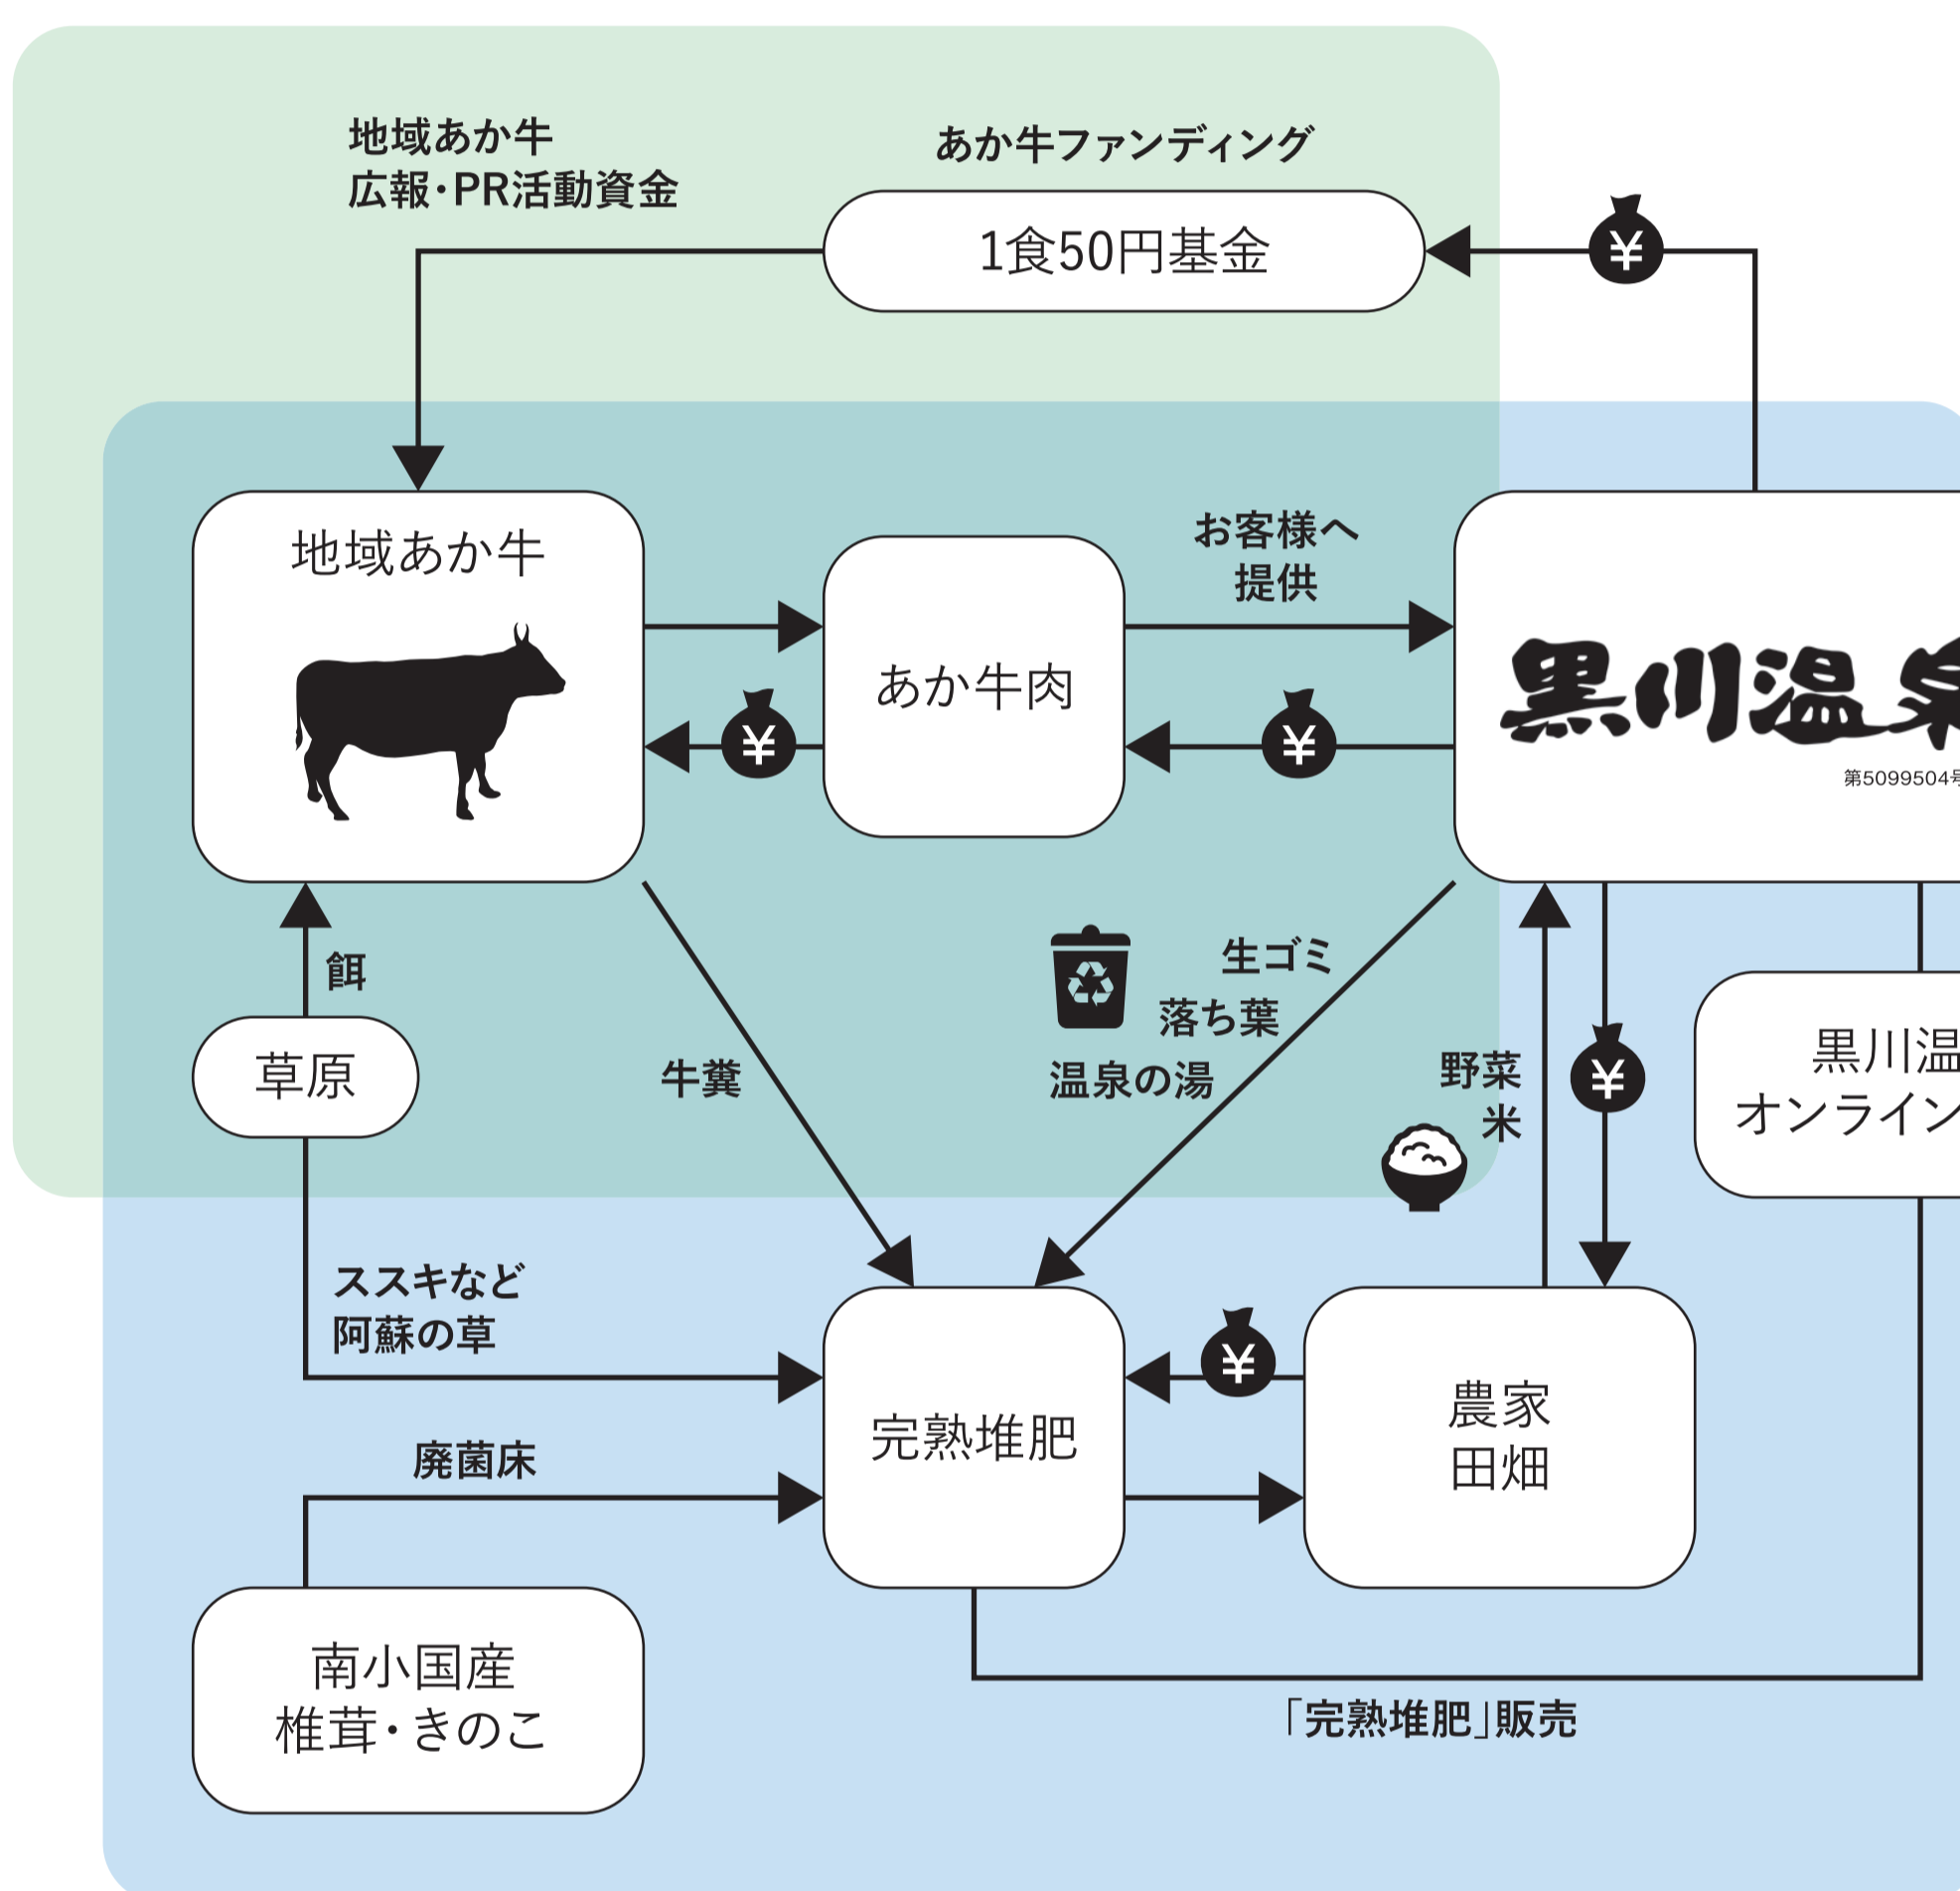 地域あか牛
広報・PR活動資金
あか牛ファンディング
1食50円基金
地域あか牛
あか牛肉
お客様へ
提供
黒川温泉
第5099504号
餌
草原
牛糞
生ゴミ
落ち葉
温泉の湯
野菜
米
黒川温
オンライン
ススキなど
阿蘇の草
廃菌床
完熟堆肥
農家
田畑
南小国産
椎茸・きのこ
「完熟堆肥」販売
¥
¥
¥
¥
¥